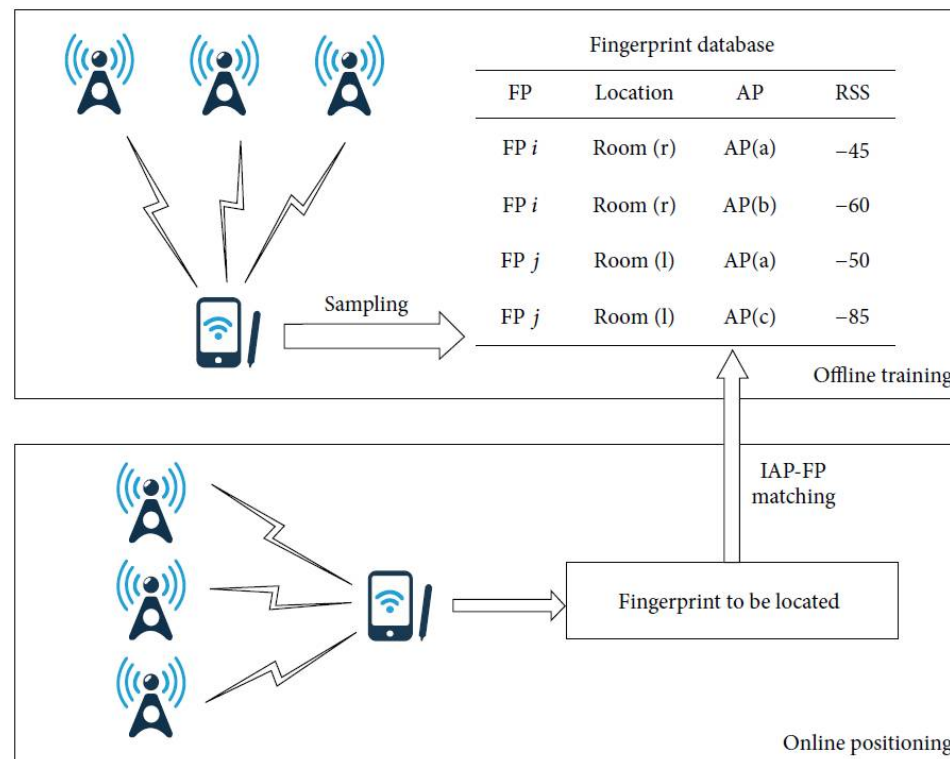 Fingerprint database
FP Location AP RSS
FP i Room (r) AP(a) −45
FP i Room (r) AP(b) −60
FP j Room (l) AP(a) −50
FP j Room (l) AP(c) −85
Sampling
Offline training
IAP-FP
matching
Fingerprint to be located
Online positioning